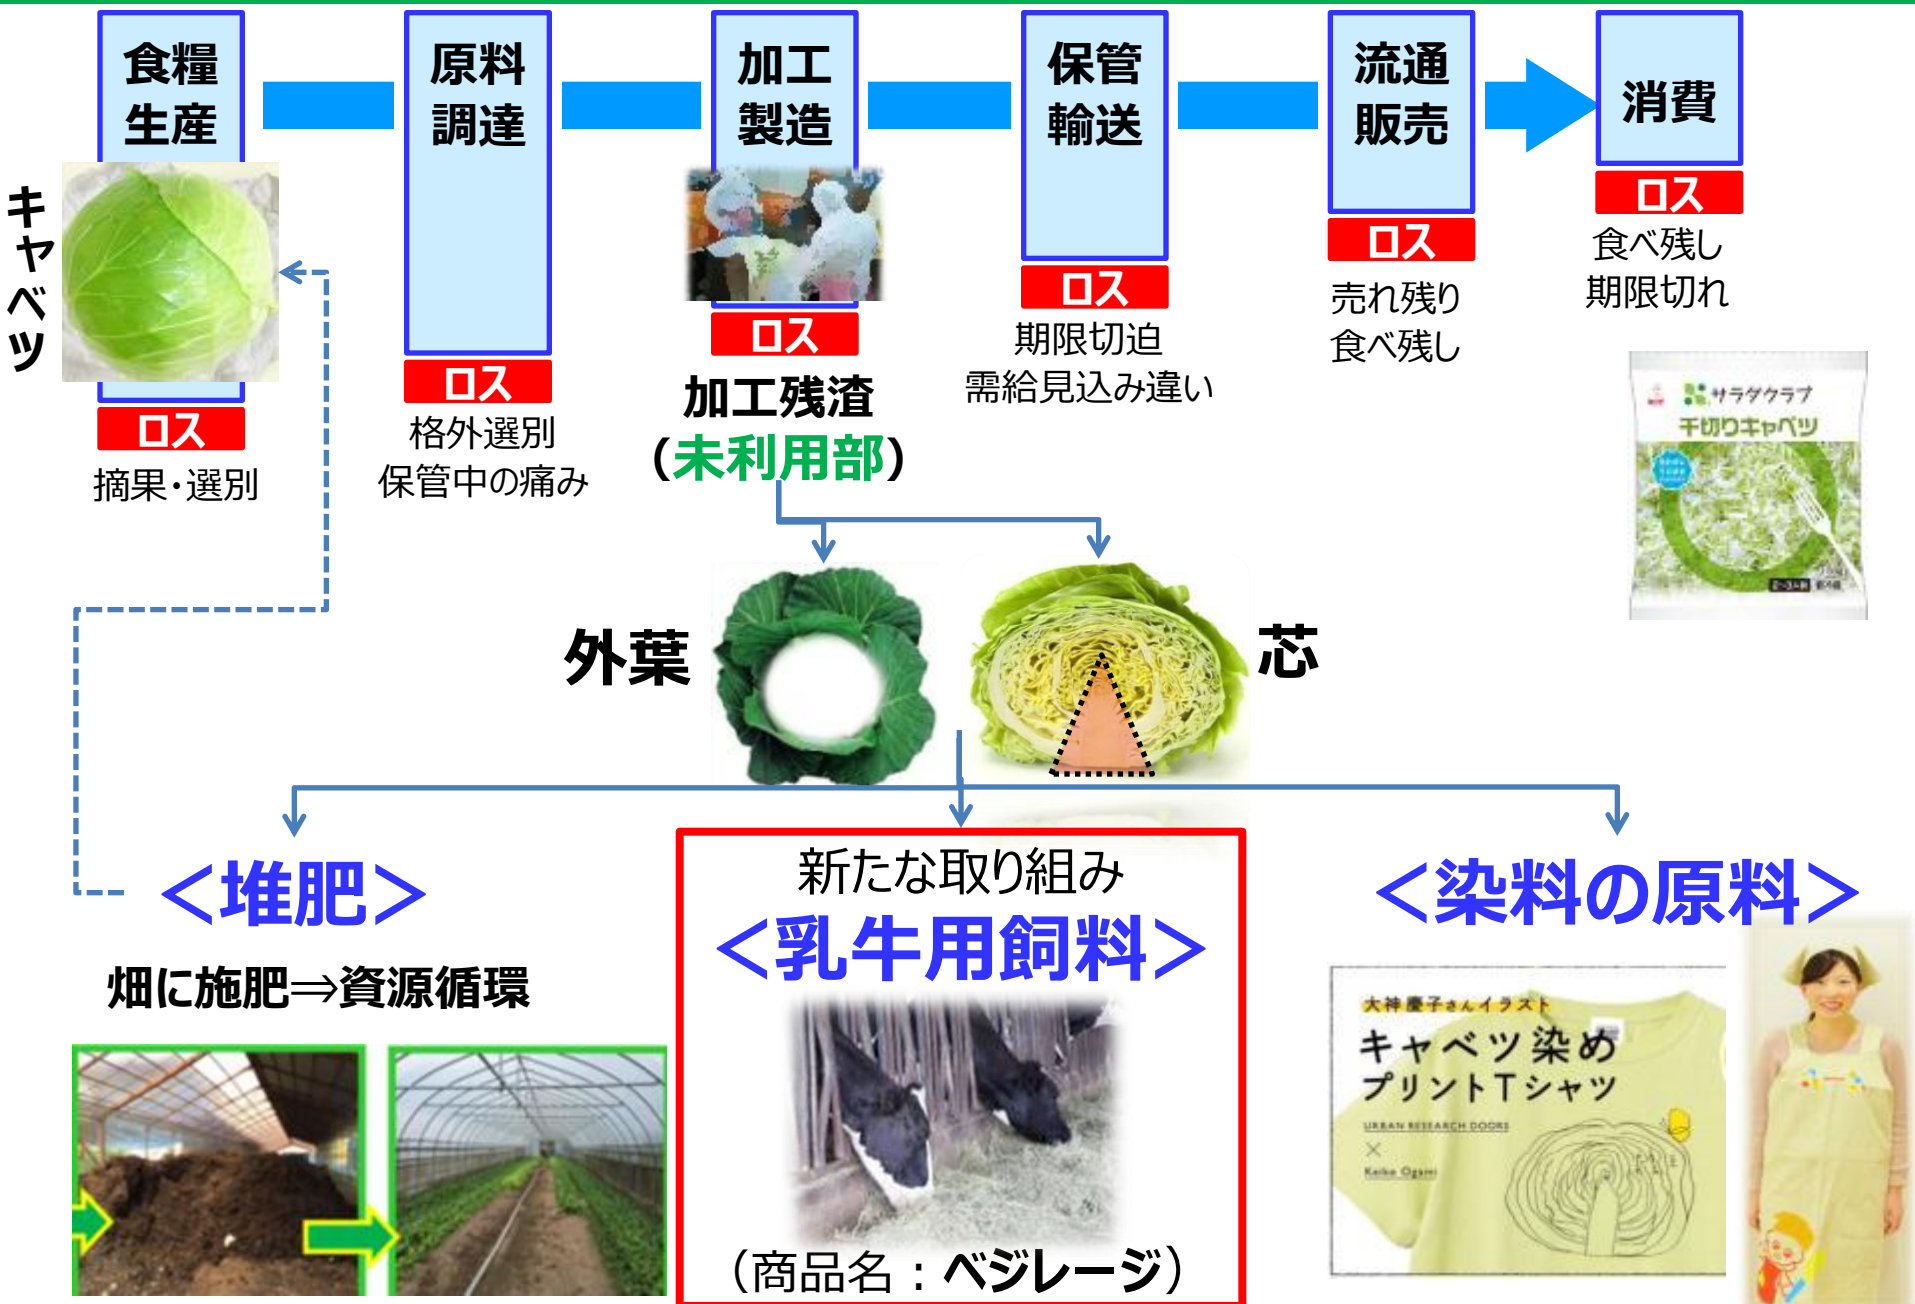 食糧
生産
原料
調達
加工
製造
保管
輸送
流通
販売
消費
キャベツ
ロス
摘果・選別
ロス
格外選別
保管中の痛み
ロス
加工残渣
(未利用部)
ロス
期限切迫
需給見込み違い
ロス
売れ残り
食べ残し
ロス
食べ残し
期限切れ
サラダクラブ
千切りキャベツ
外葉
芯
<堆肥>
畑に施肥⇒資源循環
新たな取り組み
<乳牛用飼料>
(商品名：ベジレージ)
<染料の原料>
大神慶子さんイラスト
キャベツ染め
プリントTシャツ
URBAN RESEARCH DOORS
×
Keiko Ogami